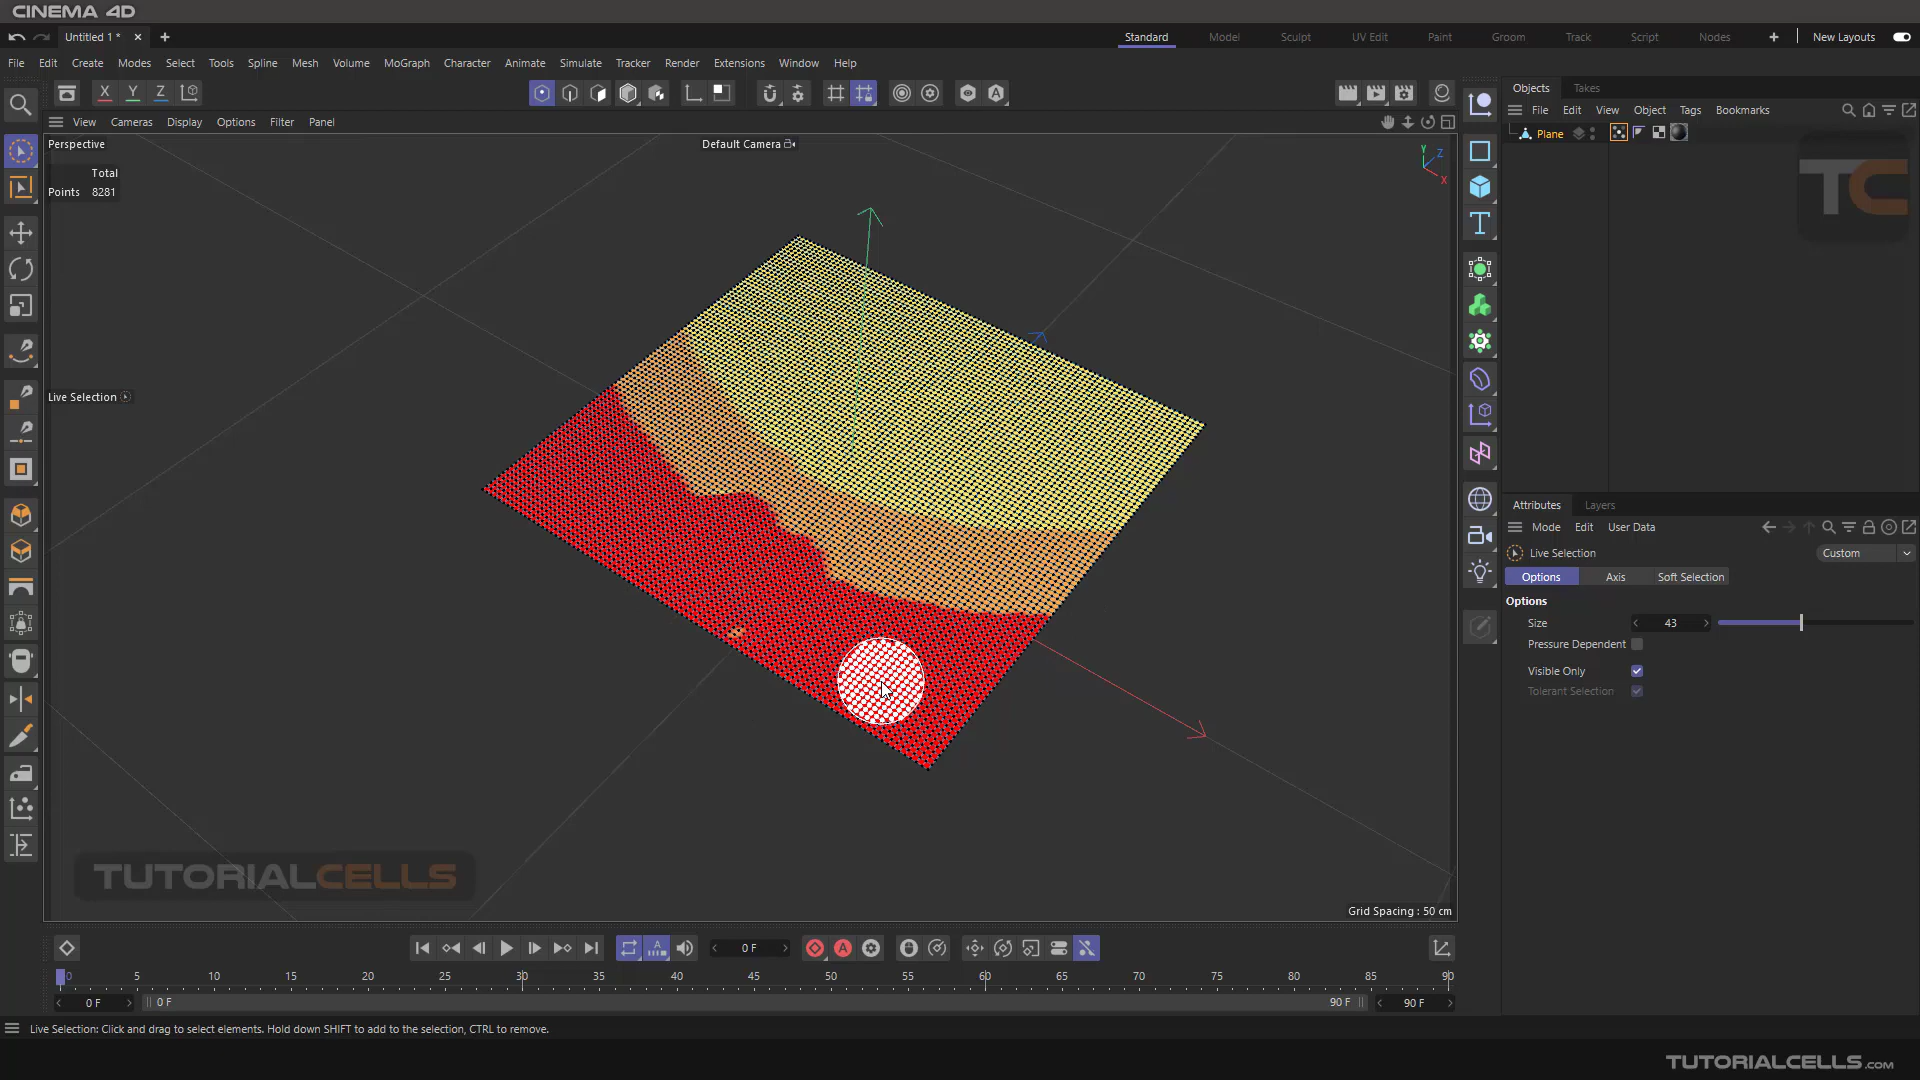 CINEMA 4D
Untitled 1 *
Standard Model Sculpt UV Edit Paint Groom Track Script Nodes New Layouts
File Edit Create Modes Select Tools Spline Mesh Volume MoGraph Character Animate Simulate Tracker Render Extensions Window Help
X Y Z
View Cameras Display Options Filter Panel
Perspective
Default Camera
Total
Points 8281
Live Selection
Y Z X
Objects Takes
File Edit View Object Tags Bookmarks
Plane
TC
Attributes Layers
Mode Edit User Data
Live Selection Custom
Options Axis Soft Selection
Options
Size 43
Pressure Dependent
Visible Only
Tolerant Selection
TUTORIALCELLS
Grid Spacing : 50 cm
0 F
0 5 10 15 20 25 30 35 40 45 50 55 60 65 70 75 80 85 90
0 F 0 F 90 F 90 F
Live Selection: Click and drag to select elements. Hold down SHIFT to add to the selection, CTRL to remove.
TUTORIALCELLS.com